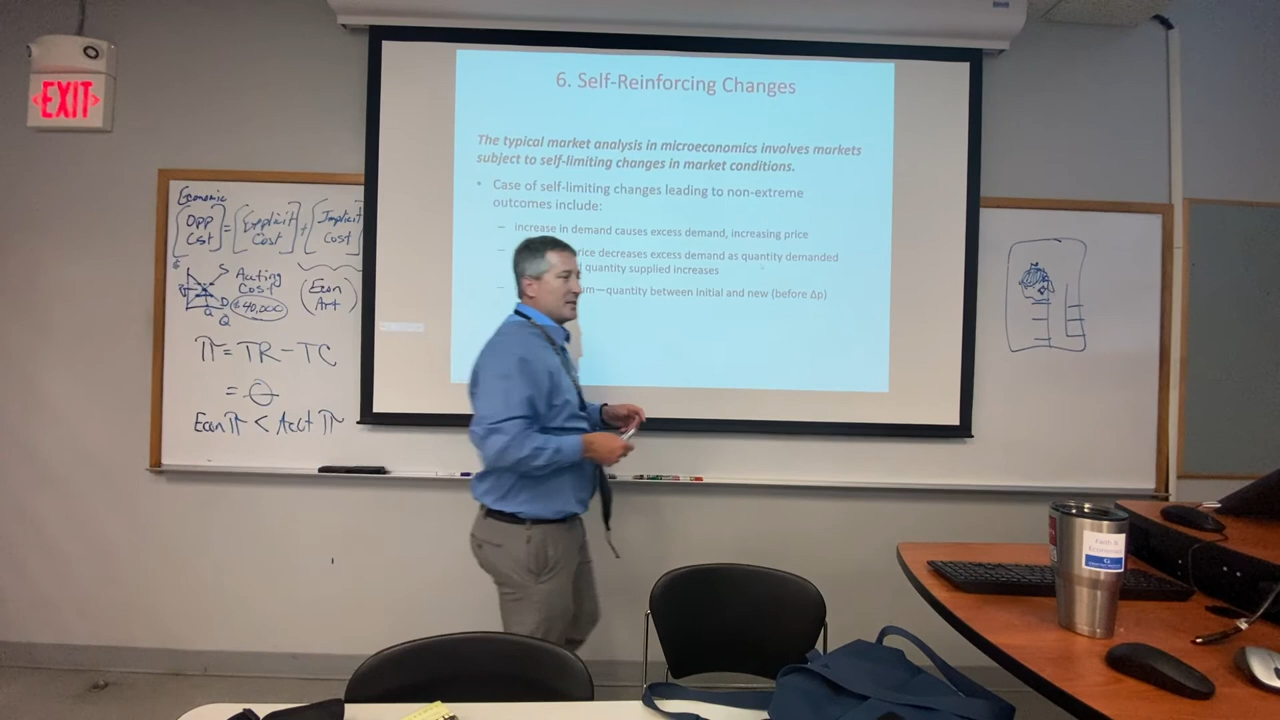 EXIT
6. Self-Reinforcing Changes
The typical market analysis in microeconomics involves markets
subject to self-limiting changes in market conditions.
• Case of self-limiting changes leading to non-extreme
outcomes include:
– increase in demand causes excess demand, increasing price
rice decreases excess demand as quantity demanded
quantity supplied increases
um—quantity between initial and new (before Δp)
Economic
[Opp Cst] = [Explicit Cost] + [Implicit Cost]
S
D
Q
Q
Accting
Cost
$40,000
(Econ
Π = TR - TC
= 0
Econ Π < Acct Π
Faith &
Economics